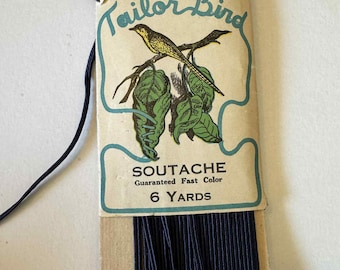 Tailor Bird
SOUTACHE
Guaranteed Fast Color
6 YARDS